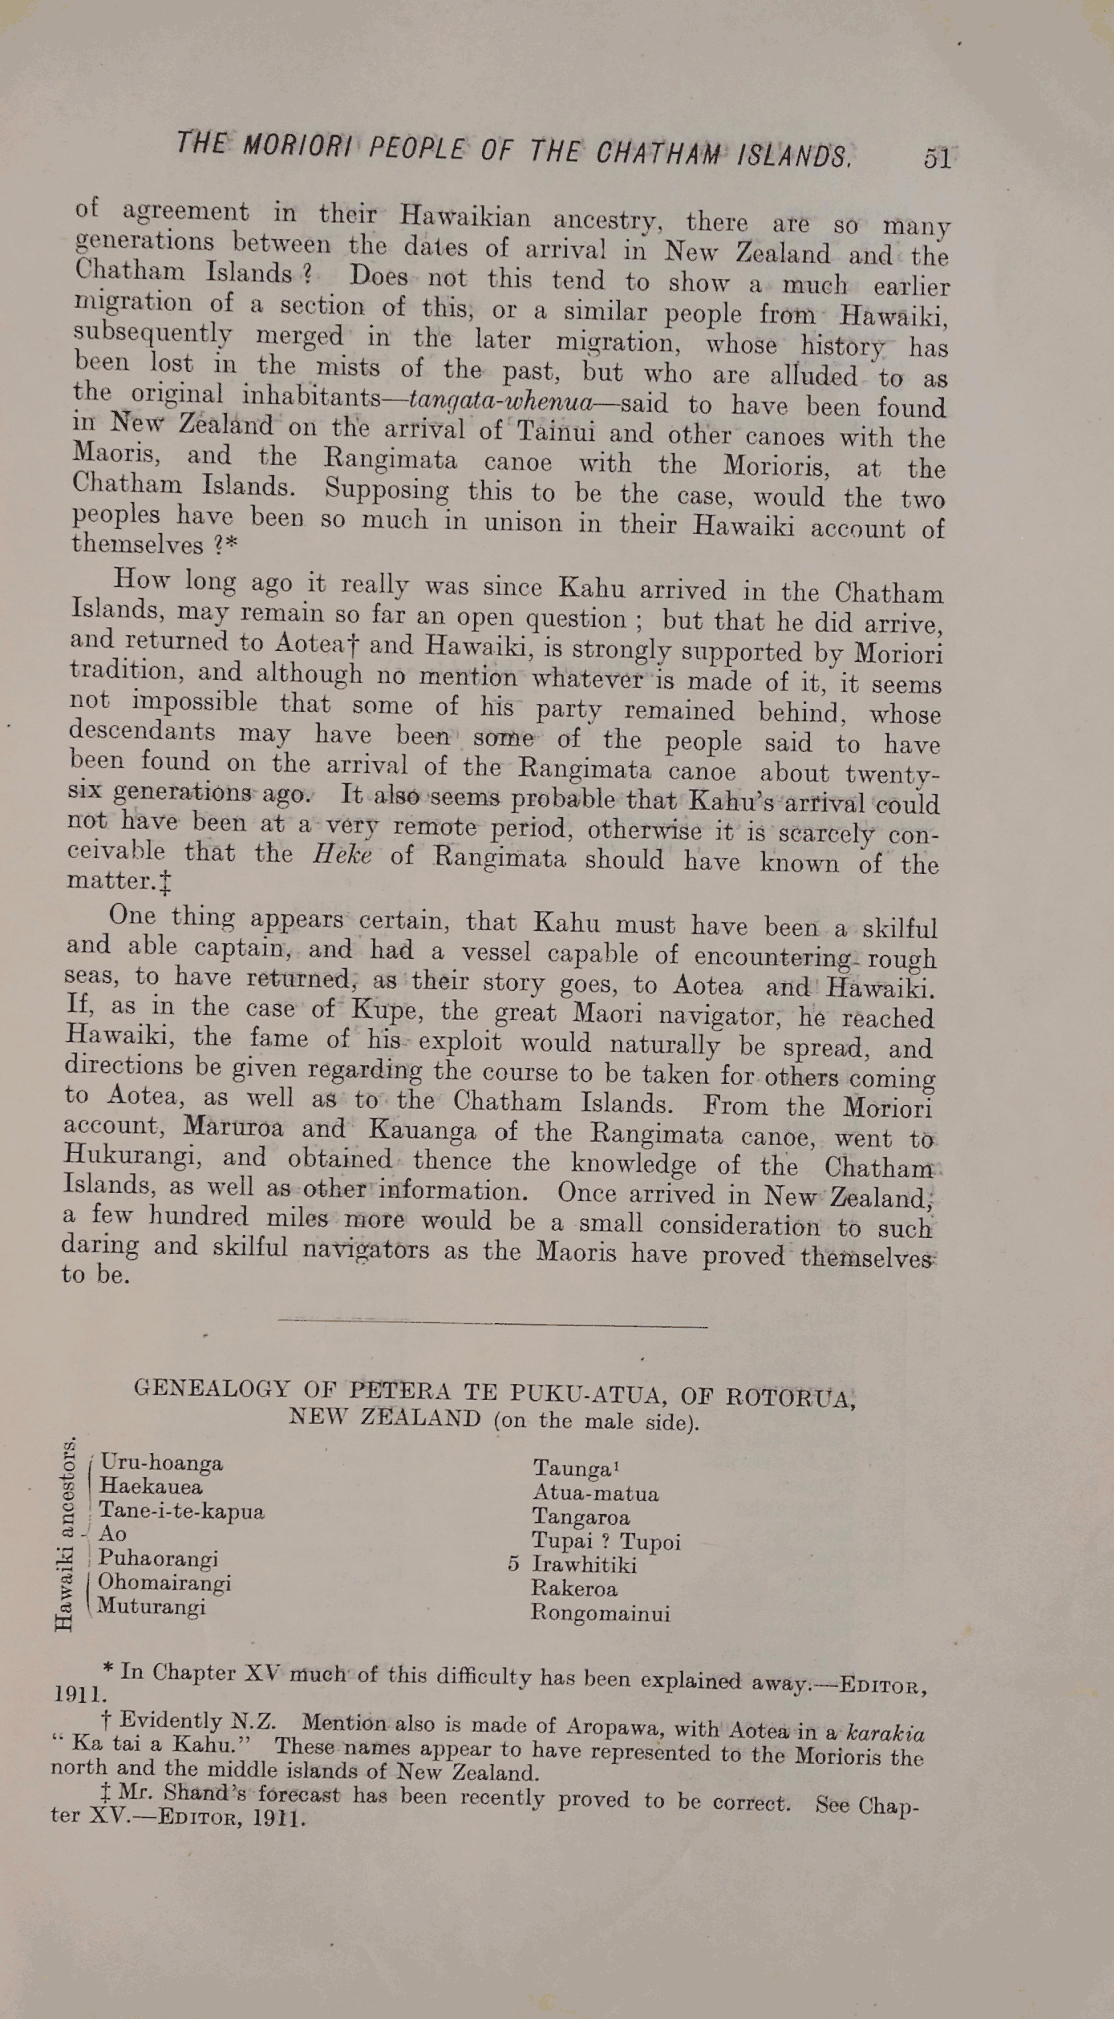 THE MORIORI PEOPLE OF THE CHATHAM ISLANDS. 51
of agreement in their Hawaikian ancestry, there are so many
generations between the dates of arrival in New Zealand and the
Chatham Islands ? Does not this tend to show a much earlier
migration of a section of this, or a similar people from Hawaiki,
subsequently merged in the later migration, whose history has
been lost in the mists of the past, but who are alluded to as
the original inhabitants—tangata-whenua—said to have been found
in New Zealand on the arrival of Tainui and other canoes with the
Maoris, and the Rangimata canoe with the Morioris, at the
Chatham Islands. Supposing this to be the case, would the two
peoples have been so much in unison in their Hawaiki account of
themselves ?*
How long ago it really was since Kahu arrived in the Chatham
Islands, may remain so far an open question ; but that he did arrive,
and returned to Aotea† and Hawaiki, is strongly supported by Moriori
tradition, and although no mention whatever is made of it, it seems
not impossible that some of his party remained behind, whose
descendants may have been some of the people said to have
been found on the arrival of the Rangimata canoe about twenty-
six generations ago. It also seems probable that Kahu's arrival could
not have been at a very remote period, otherwise it is scarcely con-
ceivable that the Heke of Rangimata should have known of the
matter.‡
One thing appears certain, that Kahu must have been a skilful
and able captain, and had a vessel capable of encountering rough
seas, to have returned, as their story goes, to Aotea and Hawaiki.
If, as in the case of Kupe, the great Maori navigator, he reached
Hawaiki, the fame of his exploit would naturally be spread, and
directions be given regarding the course to be taken for others coming
to Aotea, as well as to the Chatham Islands. From the Moriori
account, Maruroa and Kauanga of the Rangimata canoe, went to
Hukurangi, and obtained thence the knowledge of the Chatham
Islands, as well as other information. Once arrived in New Zealand,
a few hundred miles more would be a small consideration to such
daring and skilful navigators as the Maoris have proved themselves
to be.
GENEALOGY OF PETERA TE PUKU-ATUA, OF ROTORUA,
NEW ZEALAND (on the male side).
Hawaiki ancestors.
Uru-hoanga
Haekauea
Tane-i-te-kapua
Ao
Puhaorangi
Ohomairangi
Muturangi
Taunga¹
Atua-matua
Tangaroa
Tupai ? Tupoi
5 Irawhitiki
Rakeroa
Rongomainui
* In Chapter XV much of this difficulty has been explained away.—EDITOR,
1911.
† Evidently N.Z. Mention also is made of Aropawa, with Aotea in a karakia
“ Ka tai a Kahu.” These names appear to have represented to the Morioris the
north and the middle islands of New Zealand.
‡ Mr. Shand's forecast has been recently proved to be correct. See Chap-
ter XV.—EDITOR, 1911.